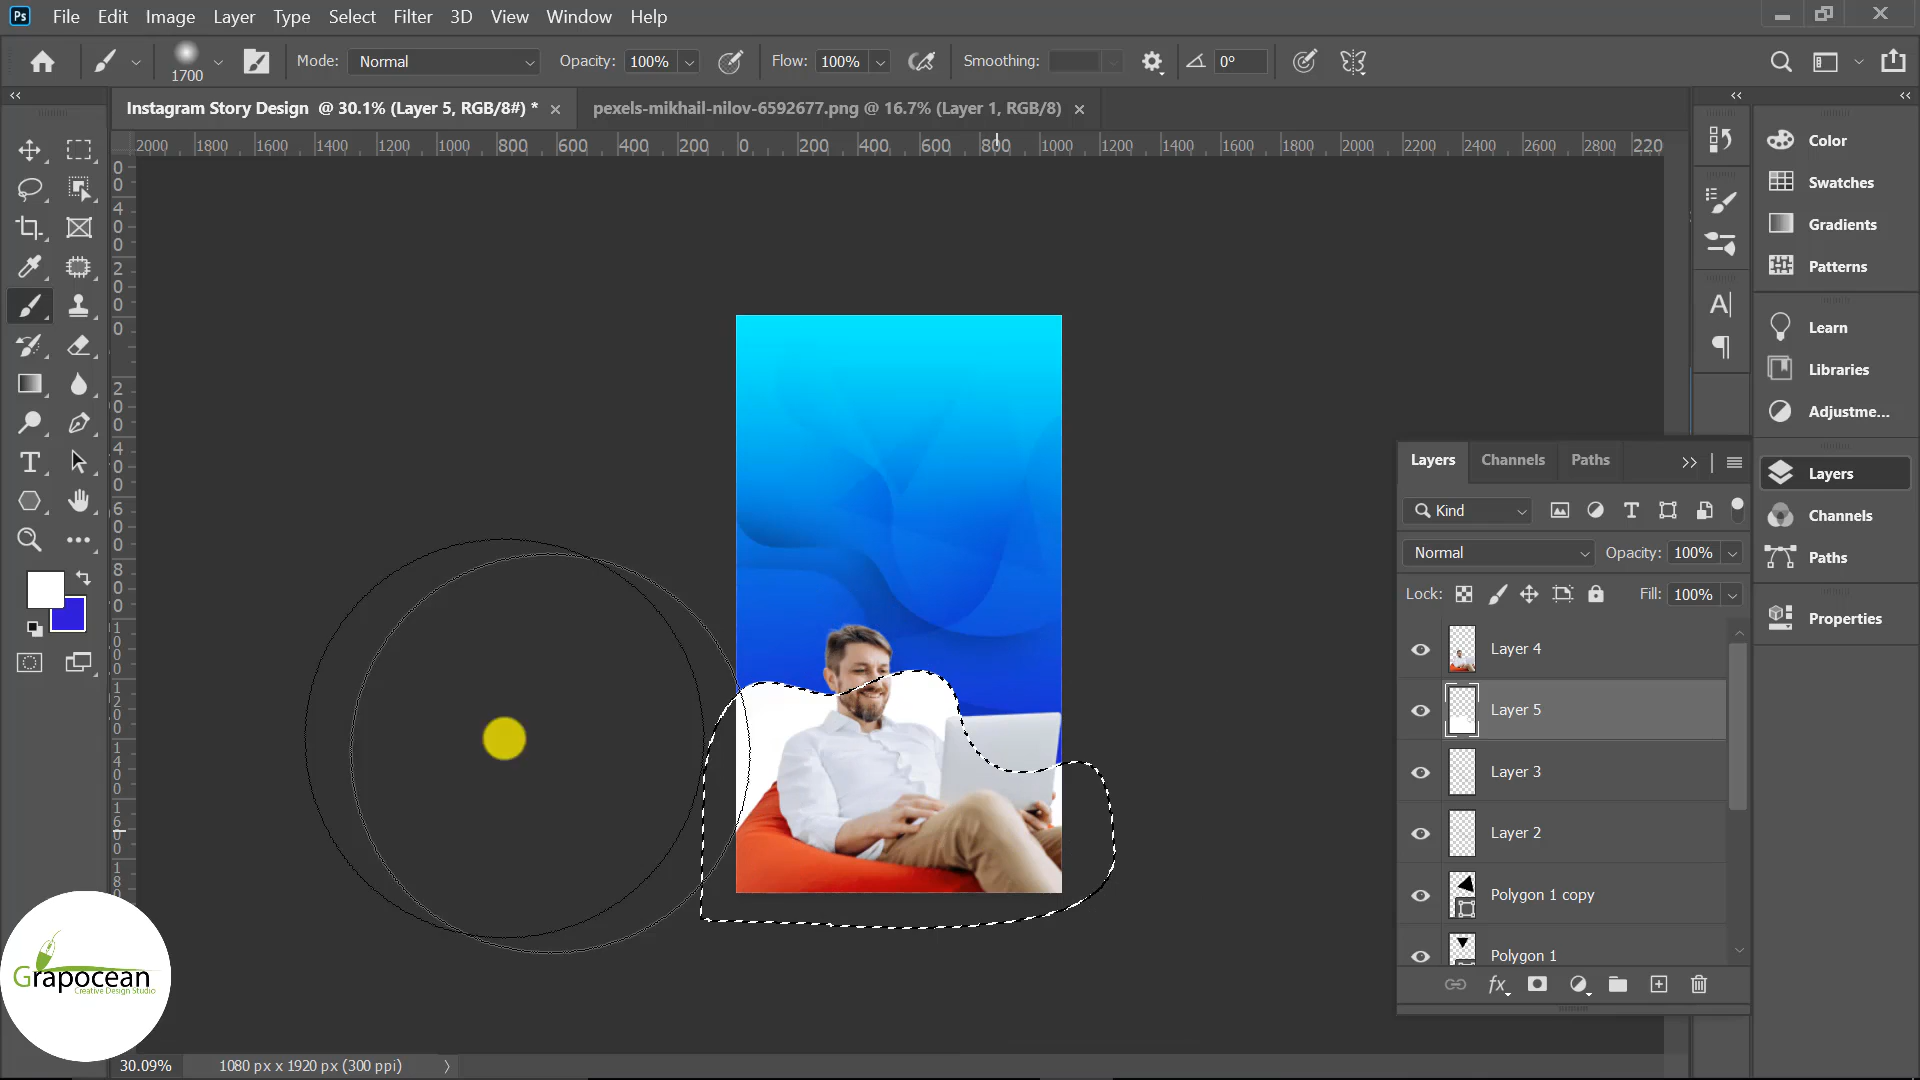 Ps File Edit Image Layer Type Select Filter 3D View Window Help
1700 Mode: Normal Opacity: 100% Flow: 100% Smoothing: 0°
Instagram Story Design @ 30.1% (Layer 5, RGB/8#) * × pexels-mikhail-nilov-6592677.png @ 16.7% (Layer 1, RGB/8) ×
2000 1800 1600 1400 1200 1000 800 600 400 200 0 200 400 600 800 1000 1200 1400 1600 1800 2000 2200 2400 2600 2800 220
Color
Swatches
Gradients
Patterns
Learn
Libraries
Adjustme...
Layers
Channels
Paths
Properties
Layers Channels Paths
Kind
Normal Opacity: 100%
Lock: Fill: 100%
Layer 4
Layer 5
Layer 3
Layer 2
Polygon 1 copy
Polygon 1
fx
Grapocean
Creative Design Studio
30.09% 1080 px x 1920 px (300 ppi)